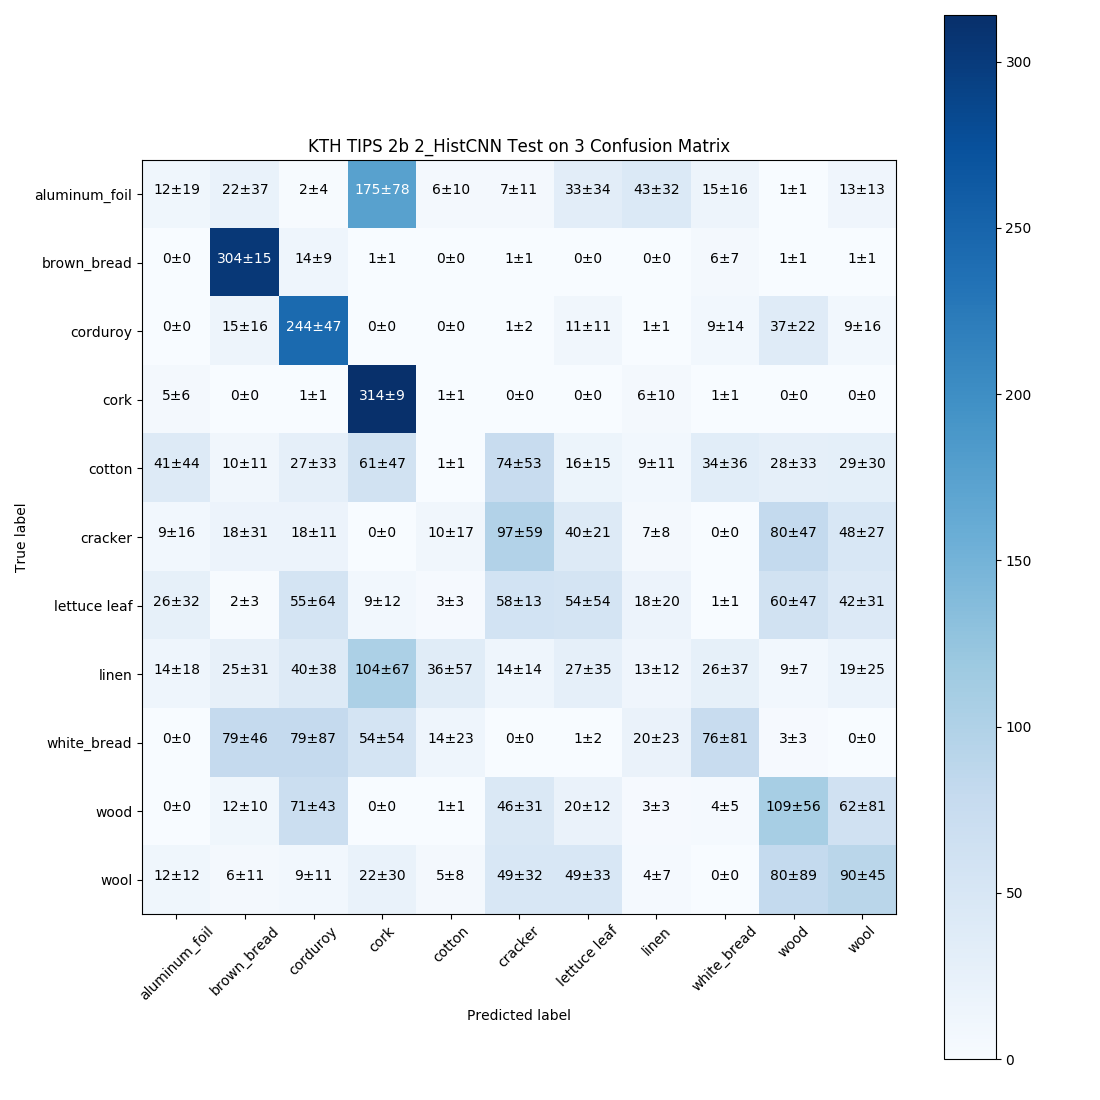 KTH TIPS 2b 2_HistCNN Test on 3 Confusion Matrix
aluminum_foil 12±19 22±37 2±4 175±78 6±10 7±11 33±34 43±32 15±16 1±1 13±13
brown_bread 0±0 304±15 14±9 1±1 0±0 1±1 0±0 0±0 6±7 1±1 1±1
corduroy 0±0 15±16 244±47 0±0 0±0 1±2 11±11 1±1 9±14 37±22 9±16
cork 5±6 0±0 1±1 314±9 1±1 0±0 0±0 6±10 1±1 0±0 0±0
cotton 41±44 10±11 27±33 61±47 1±1 74±53 16±15 9±11 34±36 28±33 29±30
cracker 9±16 18±31 18±11 0±0 10±17 97±59 40±21 7±8 0±0 80±47 48±27
lettuce leaf 26±32 2±3 55±64 9±12 3±3 58±13 54±54 18±20 1±1 60±47 42±31
linen 14±18 25±31 40±38 104±67 36±57 14±14 27±35 13±12 26±37 9±7 19±25
white_bread 0±0 79±46 79±87 54±54 14±23 0±0 1±2 20±23 76±81 3±3 0±0
wood 0±0 12±10 71±43 0±0 1±1 46±31 20±12 3±3 4±5 109±56 62±81
wool 12±12 6±11 9±11 22±30 5±8 49±32 49±33 4±7 0±0 80±89 90±45
aluminum_foil brown_bread corduroy cork cotton cracker lettuce leaf linen white_bread wood wool
Predicted label
True label
300
250
200
150
100
50
0